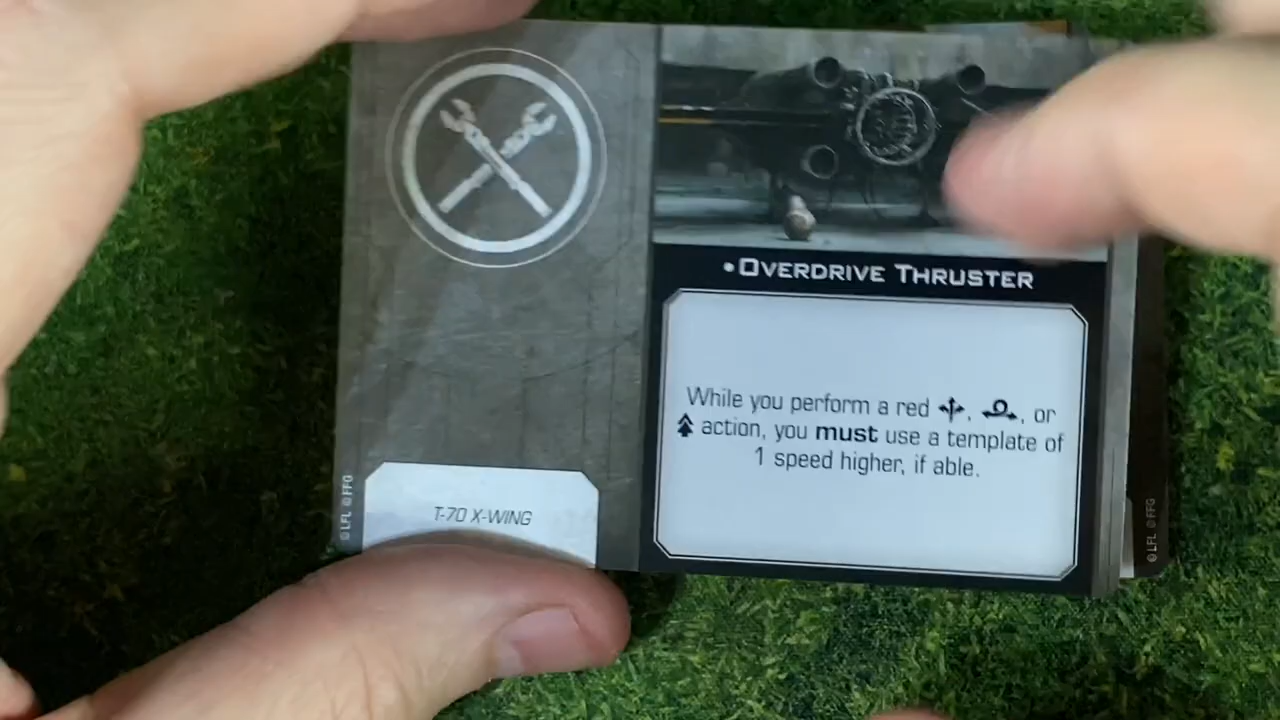 •Overdrive Thruster
While you perform a red , , or
action, you must use a template of
1 speed higher, if able.
T-70 X-WING
©LFL ©FFG
©LFL ©FFG